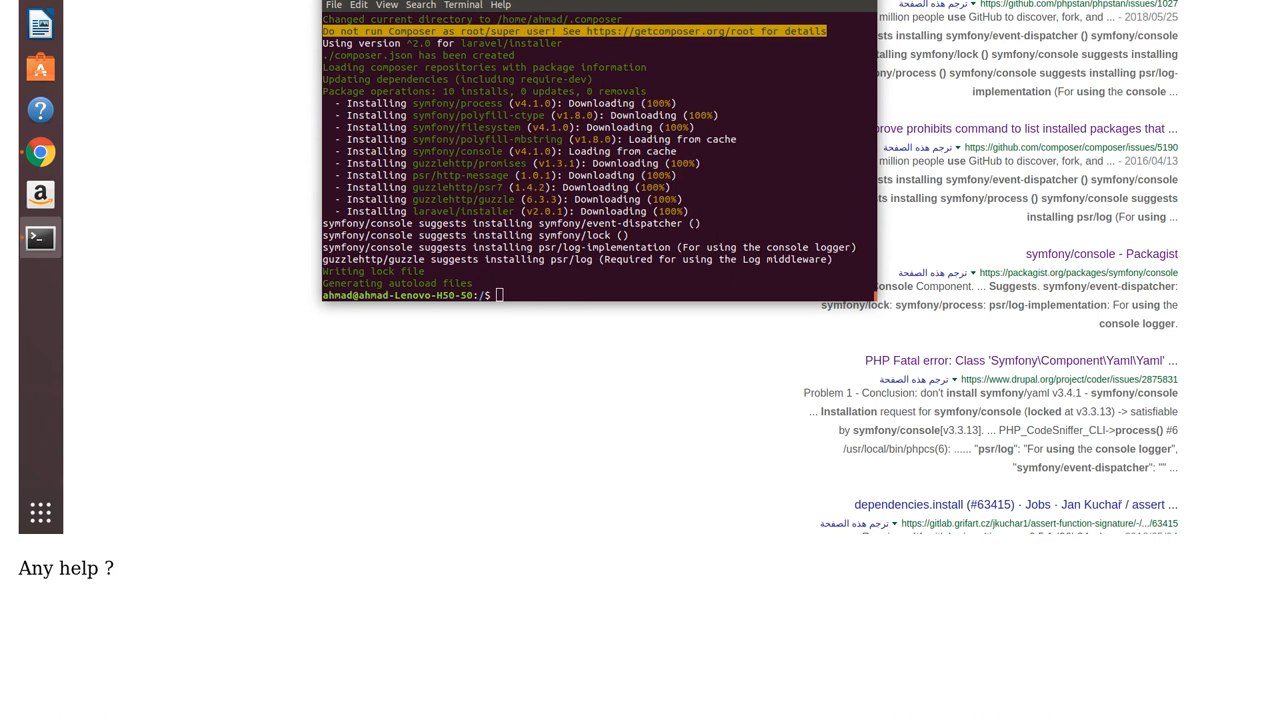 File Edit View Search Terminal Help
Changed current directory to /home/ahmad/.composer
Do not run Composer as root/super user! See https://getcomposer.org/root for details
Using version ^2.0 for laravel/installer
./composer.json has been created
Loading composer repositories with package information
Updating dependencies (including require-dev)
Package operations: 10 installs, 0 updates, 0 removals
- Installing symfony/process (v4.1.0): Downloading (100%)
- Installing symfony/polyfill-ctype (v1.8.0): Downloading (100%)
- Installing symfony/filesystem (v4.1.0): Downloading (100%)
- Installing symfony/polyfill-mbstring (v1.8.0): Loading from cache
- Installing symfony/console (v4.1.0): Loading from cache
- Installing guzzlehttp/promises (v1.3.1): Downloading (100%)
- Installing psr/http-message (1.0.1): Downloading (100%)
- Installing guzzlehttp/psr7 (1.4.2): Downloading (100%)
- Installing guzzlehttp/guzzle (6.3.3): Downloading (100%)
- Installing laravel/installer (v2.0.1): Downloading (100%)
symfony/console suggests installing symfony/event-dispatcher ()
symfony/console suggests installing symfony/lock ()
symfony/console suggests installing psr/log-implementation (For using the console logger)
guzzlehttp/guzzle suggests installing psr/log (Required for using the Log middleware)
Writing lock file
Generating autoload files
ahmad@ahmad-Lenovo-H50-50:/$
ترجم هذه الصفحة https://github.com/phpstan/phpstan/issues/1027
million people use GitHub to discover, fork, and ... - 2018/05/25
sts installing symfony/event-dispatcher () symfony/console
suggests installing symfony/lock () symfony/console suggests installing
ony/process () symfony/console suggests installing psr/log-
implementation (For using the console ...
prove prohibits command to list installed packages that ...
ترجم هذه الصفحة https://github.com/composer/composer/issues/5190
million people use GitHub to discover, fork, and ... - 2016/04/13
sts installing symfony/event-dispatcher () symfony/console
sts installing symfony/process () symfony/console suggests
installing psr/log (For using ...
symfony/console - Packagist
ترجم هذه الصفحة https://packagist.org/packages/symfony/console
Console Component. ... Suggests. symfony/event-dispatcher:
symfony/lock: symfony/process: psr/log-implementation: For using the
console logger.
PHP Fatal error: Class 'Symfony\Component\Yaml\Yaml' ...
ترجم هذه الصفحة https://www.drupal.org/project/coder/issues/2875831
Problem 1 - Conclusion: don't install symfony/yaml v3.4.1 - symfony/console
... Installation request for symfony/console (locked at v3.3.13) -> satisfiable
by symfony/console[v3.3.13]. ... PHP_CodeSniffer_CLI->process() #6
/usr/local/bin/phpcs(6): ...... "psr/log": "For using the console logger",
"symfony/event-dispatcher": "" ...
dependencies.install (#63415) · Jobs · Jan Kuchař / assert ...
ترجم هذه الصفحة https://gitlab.grifart.cz/jkuchar1/assert-function-signature/-/.../63415
Any help ?